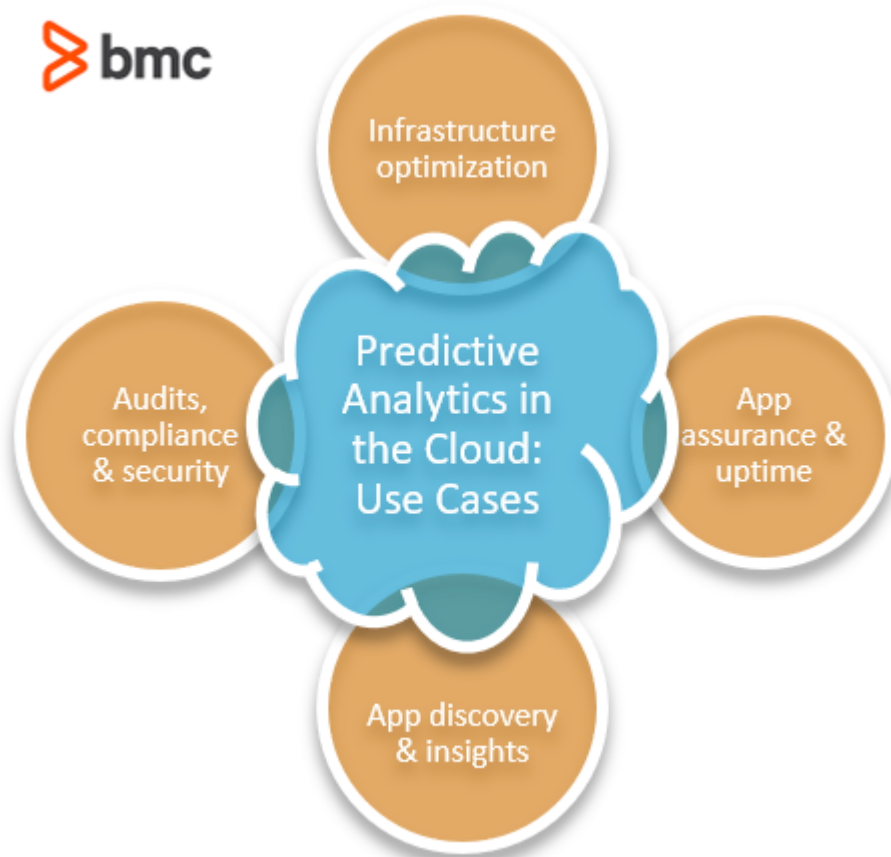 bmc
Infrastructure
optimization
Predictive
Analytics in
the Cloud:
Use Cases
Audits,
compliance
& security
App
assurance &
uptime
App discovery
& insights